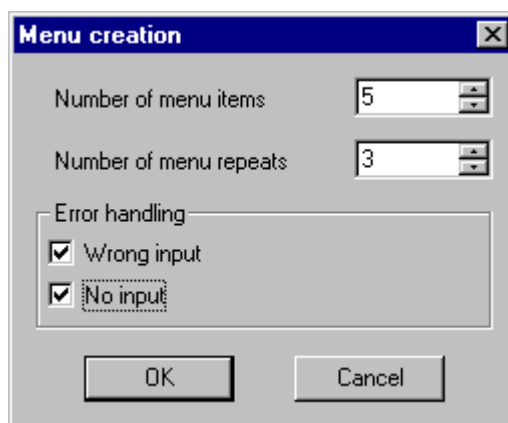 Menu creation
Number of menu items 5
Number of menu repeats 3
Error handling
Wrong input
No input
OK Cancel